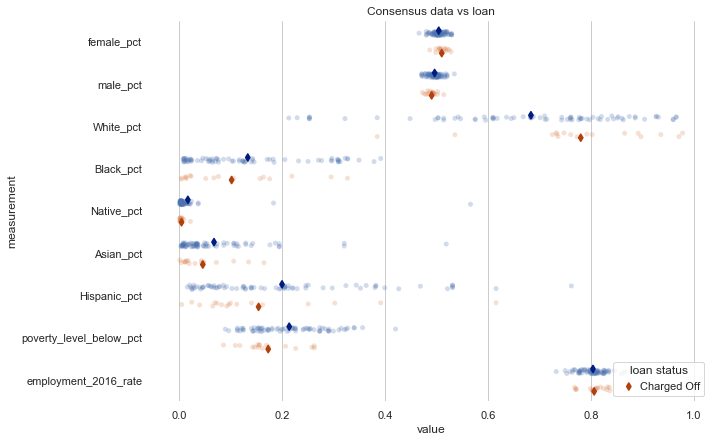 Consensus data vs loan
female_pct
male_pct
White_pct
Black_pct
Native_pct
Asian_pct
Hispanic_pct
poverty_level_below_pct
employment_2016_rate
measurement
loan status
Charged Off
0.0 0.2 0.4 0.6 0.8 1.0
value